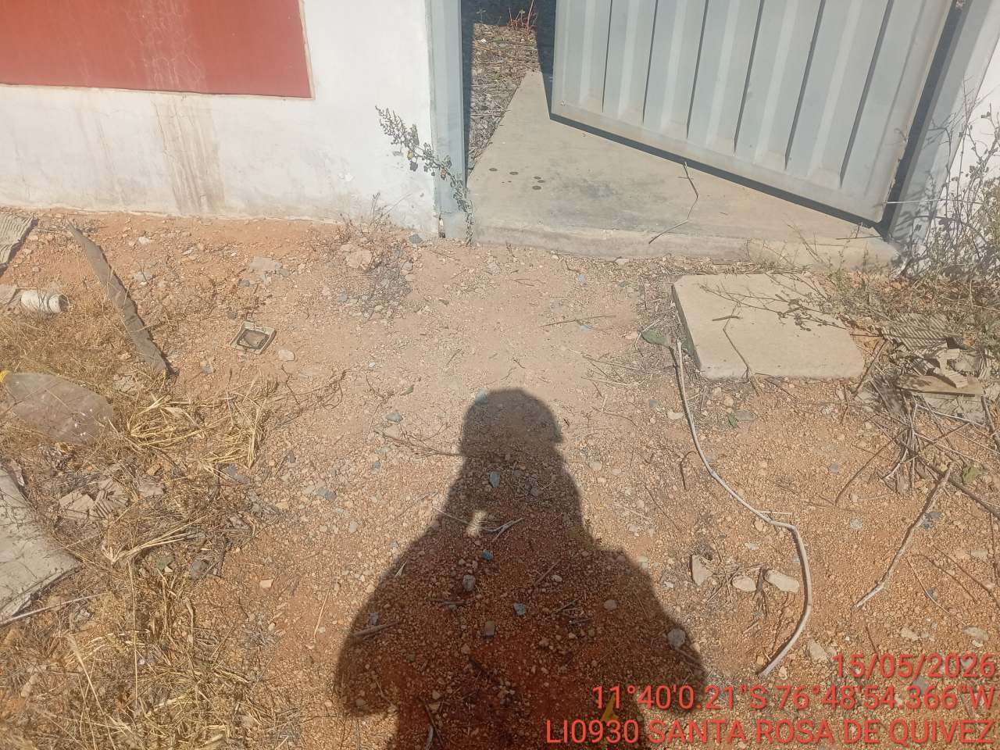 15/05/2026
11°40'0.21"S 76°48'54.366"W
LI0930 SANTA ROSA DE QUIVEZ